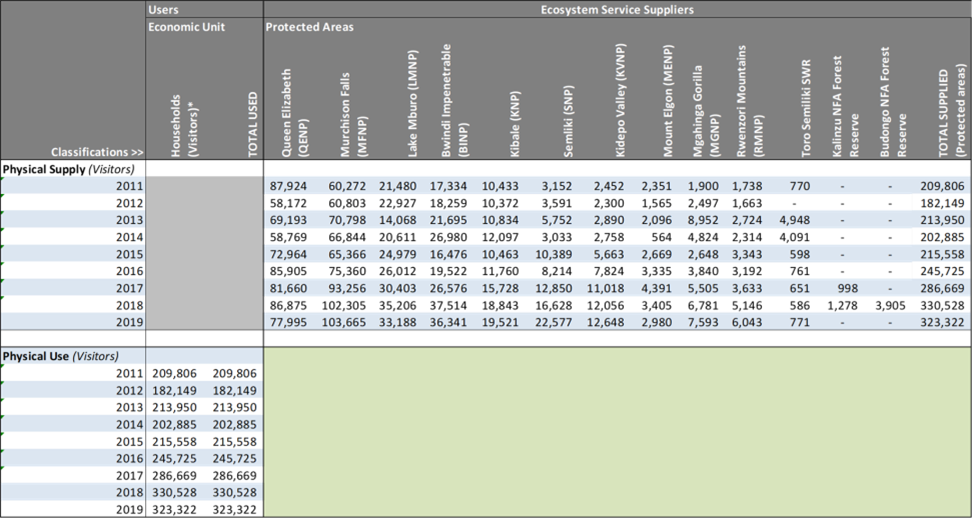 Users Ecosystem Service Suppliers
Economic Unit Protected Areas
Classifications >> Households (Visitors)* TOTAL USED Queen Elizabeth (QENP) Murchison Falls (MFNP) Lake Mburo (LMNP) Bwindi Impenetrable (BINP) Kibale (KNP) Semliki (SNP) Kidepo Valley (KVNP) Mount Elgon (MENP) Mgahinga Gorilla (MGNP) Rwenzori Mountains (RMNP) Toro Semiliki SWR Kalinzu NFA Forest Reserve Budongo NFA Forest Reserve TOTAL SUPPLIED (Protected areas)
Physical Supply (Visitors)
2011 87,924 60,272 21,480 17,334 10,433 3,152 2,452 2,351 1,900 1,738 770 - - 209,806
2012 58,172 60,803 22,927 18,259 10,372 3,591 2,300 1,565 2,497 1,663 - - - 182,149
2013 69,193 70,798 14,068 21,695 10,834 5,752 2,890 2,096 8,952 2,724 4,948 - - 213,950
2014 58,769 66,844 20,611 26,980 12,097 3,033 2,758 564 4,824 2,314 4,091 - - 202,885
2015 72,964 65,366 24,979 16,476 10,463 10,389 5,663 2,669 2,648 3,343 598 - - 215,558
2016 85,905 75,360 26,012 19,522 11,760 8,214 7,824 3,335 3,840 3,192 761 - - 245,725
2017 81,660 93,256 30,403 26,576 15,728 12,850 11,018 4,391 5,505 3,633 651 998 - 286,669
2018 86,875 102,305 35,206 37,514 18,843 16,628 12,056 3,405 6,781 5,146 586 1,278 3,905 330,528
2019 77,995 103,665 33,188 36,341 19,521 22,577 12,648 2,980 7,593 6,043 771 - - 323,322
Physical Use (Visitors)
2011 209,806 209,806
2012 182,149 182,149
2013 213,950 213,950
2014 202,885 202,885
2015 215,558 215,558
2016 245,725 245,725
2017 286,669 286,669
2018 330,528 330,528
2019 323,322 323,322